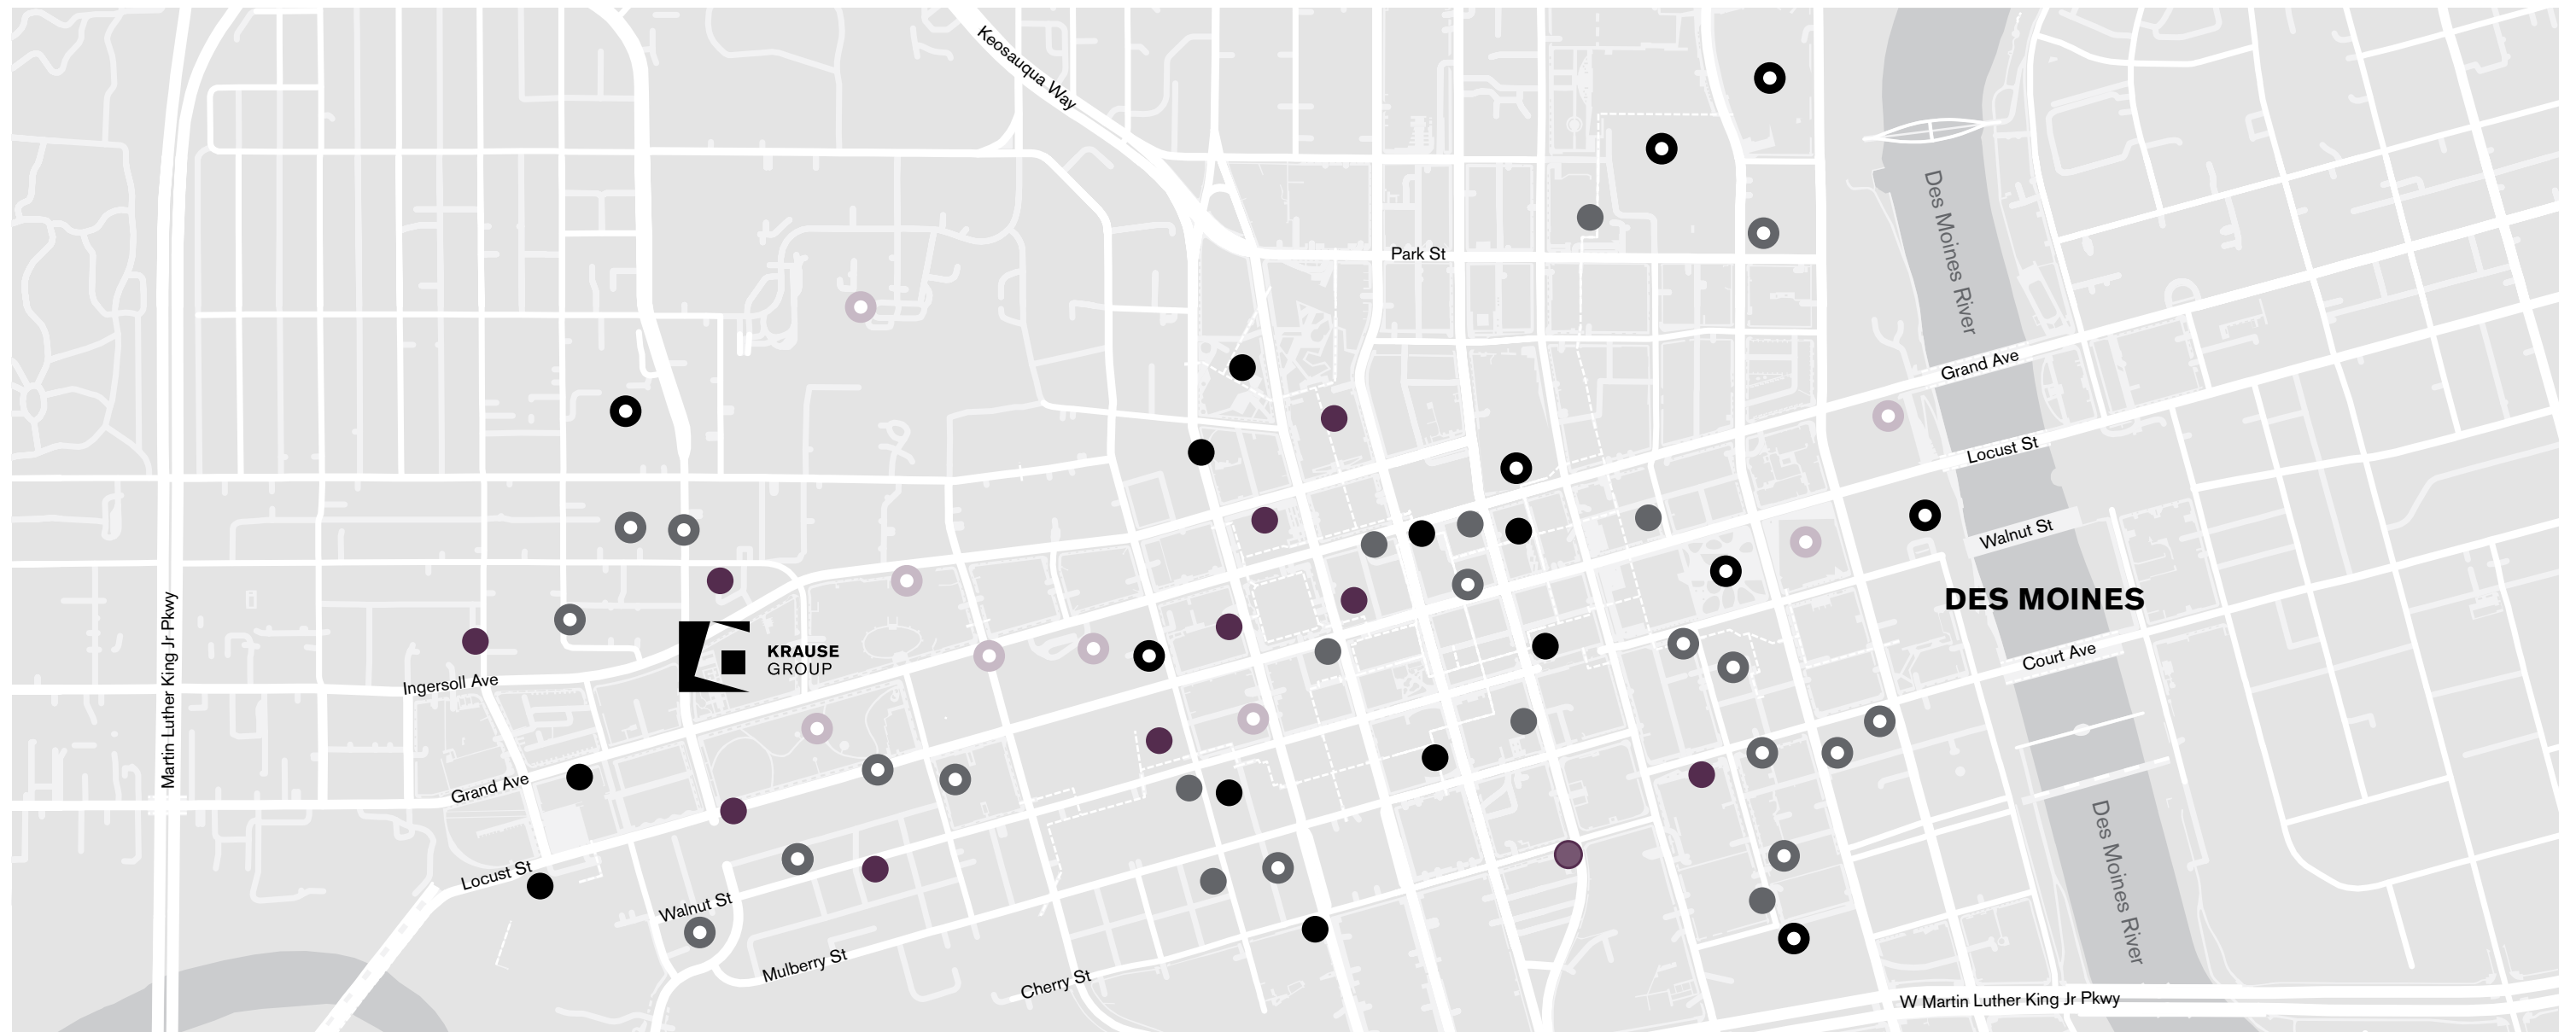 Keosauqua Way
Des Moines River
Park St
Grand Ave
Locust St
Walnut St
DES MOINES
Martin Luther King Jr Pkwy
KRAUSE
GROUP
Court Ave
Ingersoll Ave
Grand Ave
Locust St
Des Moines River
Walnut St
Mulberry St
Cherry St
W Martin Luther King Jr Pkwy